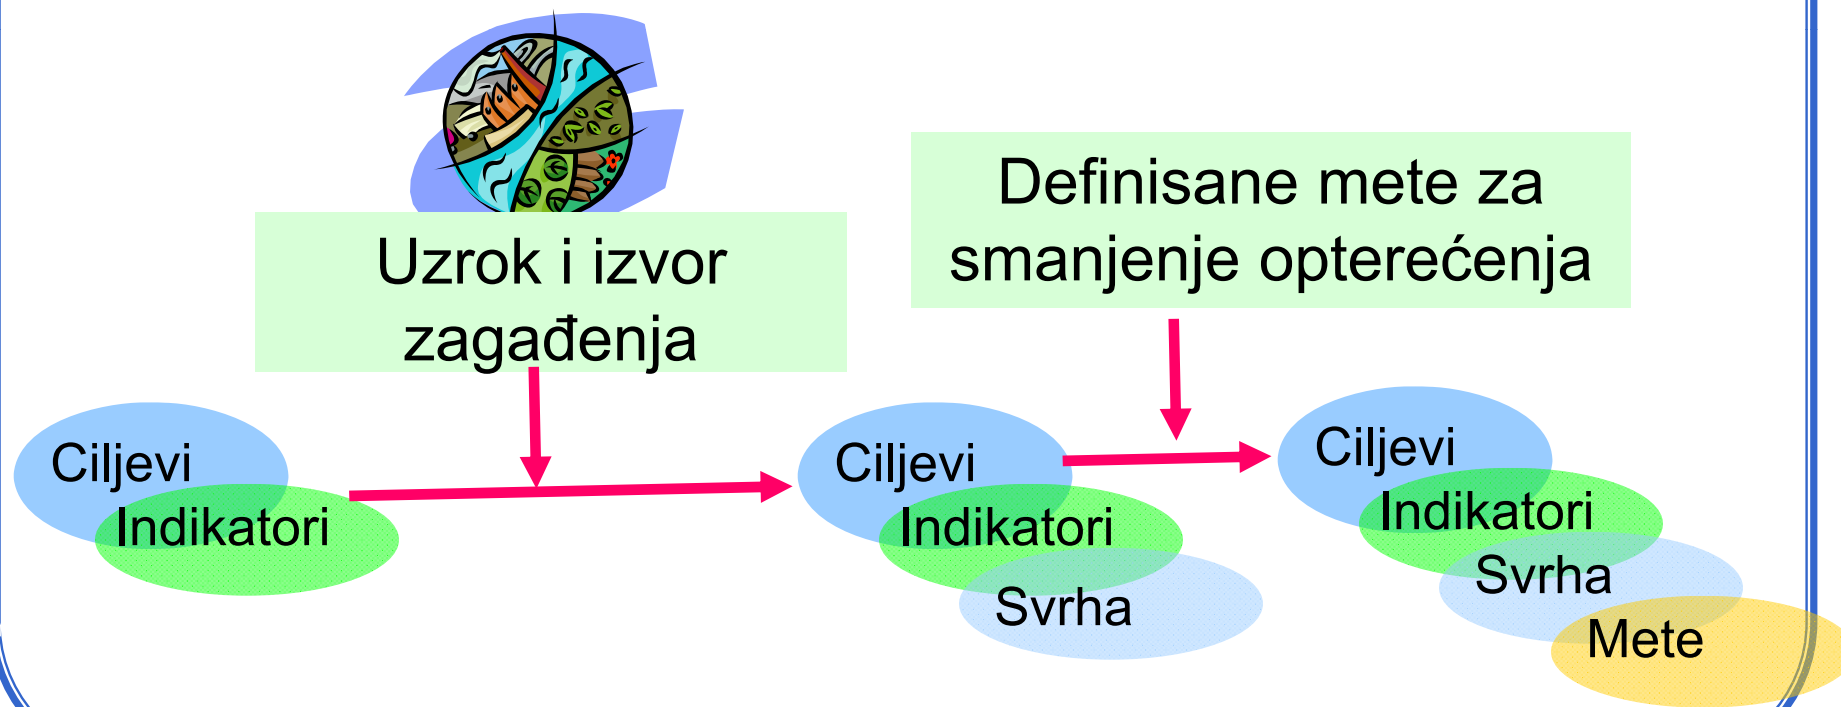 Uzrok i izvor
zagađenja
Definisane mete za
smanjenje opterećenja
Ciljevi
Indikatori
Ciljevi
Indikatori
Svrha
Ciljevi
Indikatori
Svrha
Mete